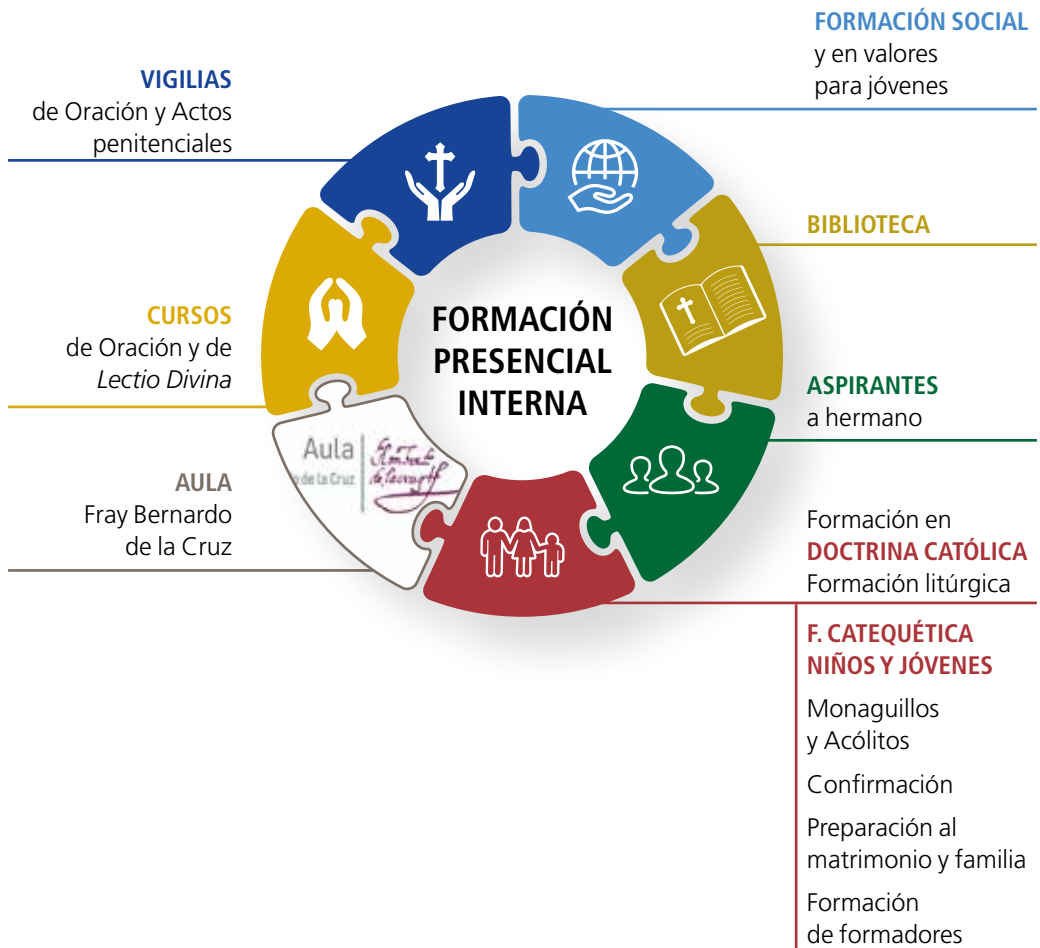 FORMACIÓN SOCIAL
y en valores
para jóvenes
VIGILIAS
de Oración y Actos
penitenciales
BIBLIOTECA
CURSOS
de Oración y de
Lectio Divina
FORMACIÓN
PRESENCIAL
INTERNA
ASPIRANTES
a hermano
Aula
de la Cruz
AULA
Fray Bernardo
de la Cruz
Formación en
DOCTRINA CATÓLICA
Formación litúrgica
F. CATEQUÉTICA
NIÑOS Y JÓVENES
Monaguillos
y Acólitos
Confirmación
Preparación al
matrimonio y familia
Formación
de formadores